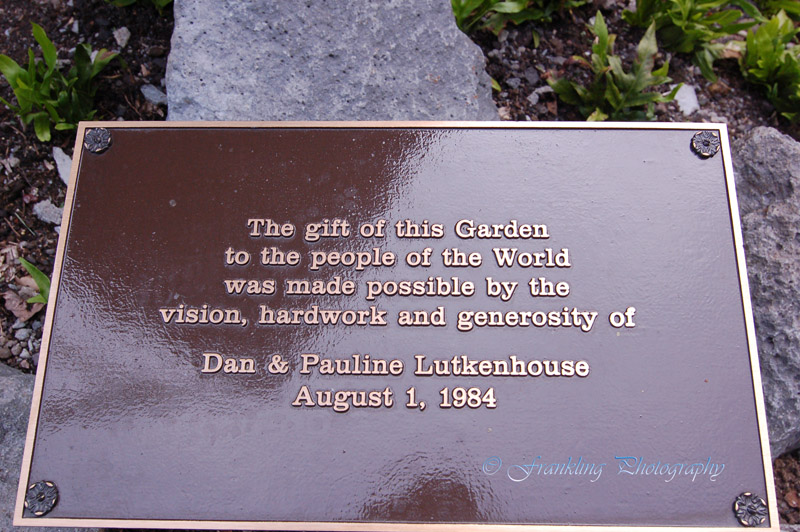 The gift of this Garden
to the people of the World
was made possible by the
vision, hardwork and generosity of
Dan & Pauline Lutkenhouse
August 1, 1984
© Frankling Photography